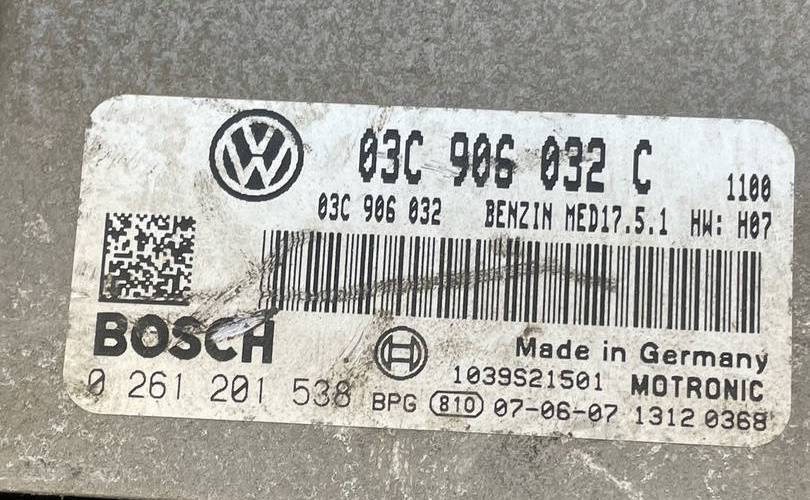 03C 906 032 C
1100
03C 906 032 BENZIN MED17.5.1 HW: H07
BOSCH
Made in Germany
1039S21501 MOTRONIC
0 261 201 538 BPG 810 07-06-07 1312 0368